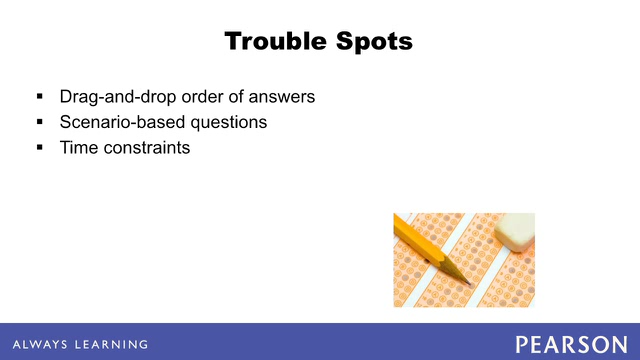 Trouble Spots
▪ Drag-and-drop order of answers
▪ Scenario-based questions
▪ Time constraints
ALWAYS LEARNING
PEARSON